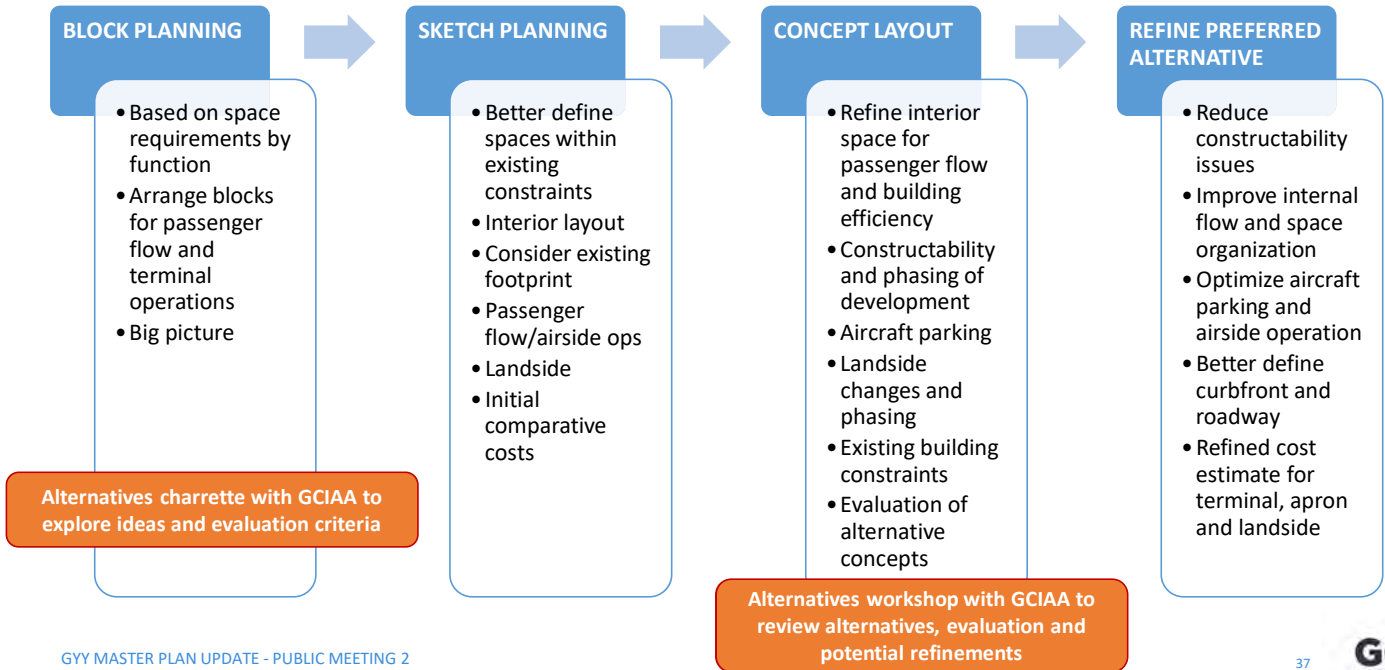 BLOCK PLANNING
• Based on space
requirements by
function
• Arrange blocks
for passenger
flow and
terminal
operations
• Big picture
Alternatives charrette with GCIAA to
explore ideas and evaluation criteria
SKETCH PLANNING
• Better define
spaces within
existing
constraints
• Interior layout
• Consider existing
footprint
• Passenger
flow/airside ops
• Landside
• Initial
comparative
costs
CONCEPT LAYOUT
• Refine interior
space for
passenger flow
and building
efficiency
• Constructability
and phasing of
development
• Aircraft parking
• Landside
changes and
phasing
• Existing building
constraints
• Evaluation of
alternative
concepts
Alternatives workshop with GCIAA to
review alternatives, evaluation and
potential refinements
REFINE PREFERRED
ALTERNATIVE
• Reduce
constructability
issues
• Improve internal
flow and space
organization
• Optimize aircraft
parking and
airside operation
• Better define
curbfront and
roadway
• Refined cost
estimate for
terminal, apron
and landside
GYY MASTER PLAN UPDATE - PUBLIC MEETING 2
37
G